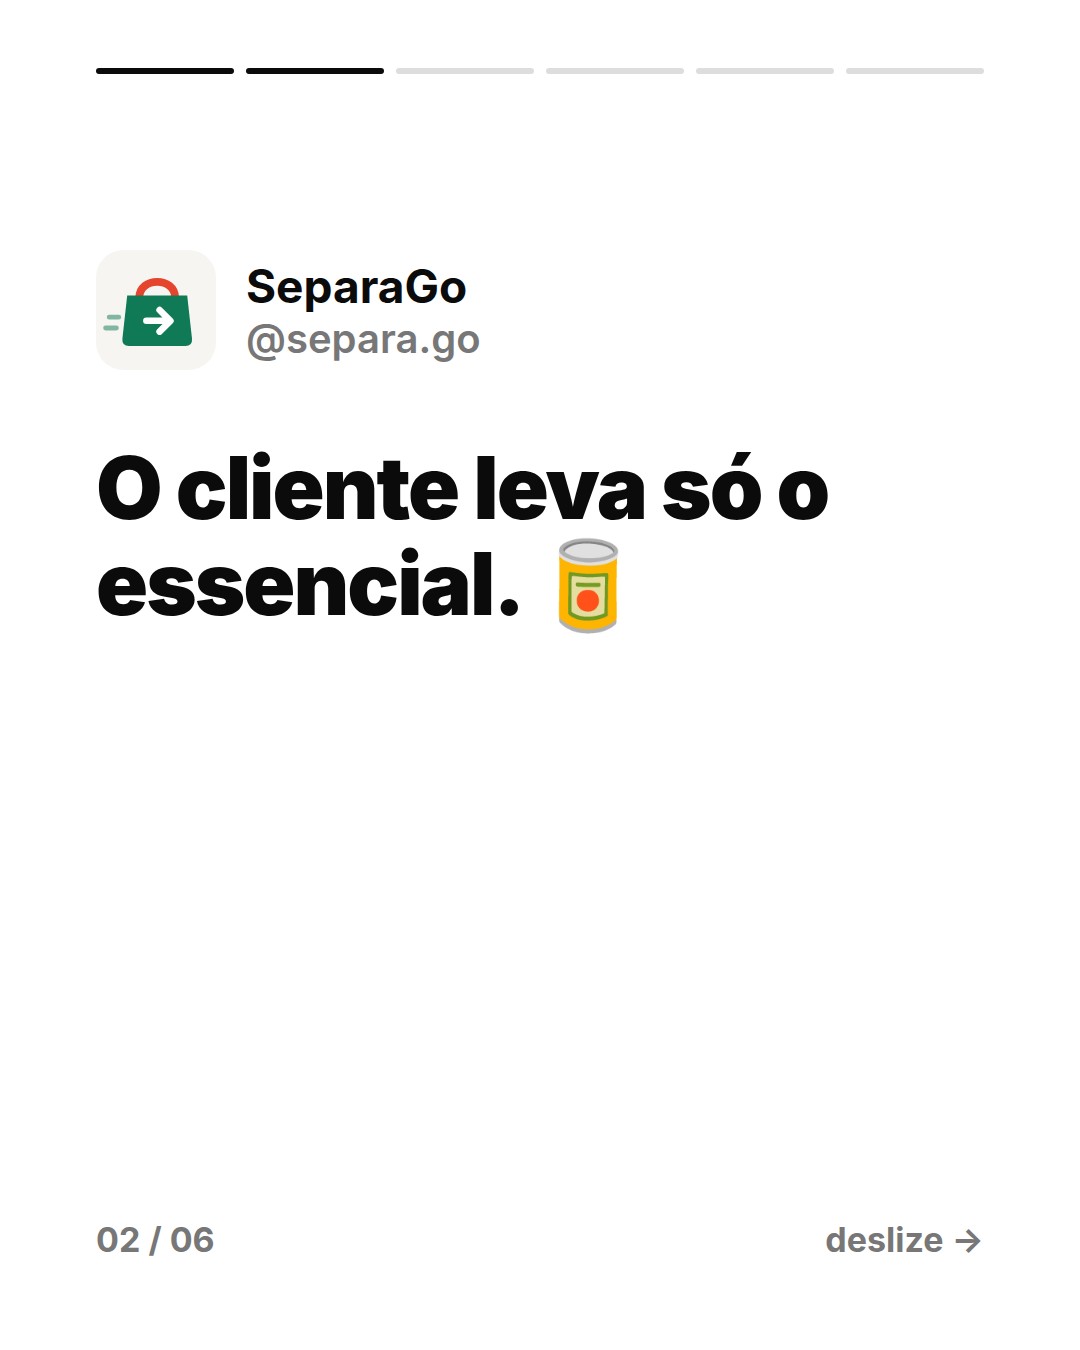 SeparaGo
@separa.go
O cliente leva só o
essencial. 🥫
02 / 06
deslize →